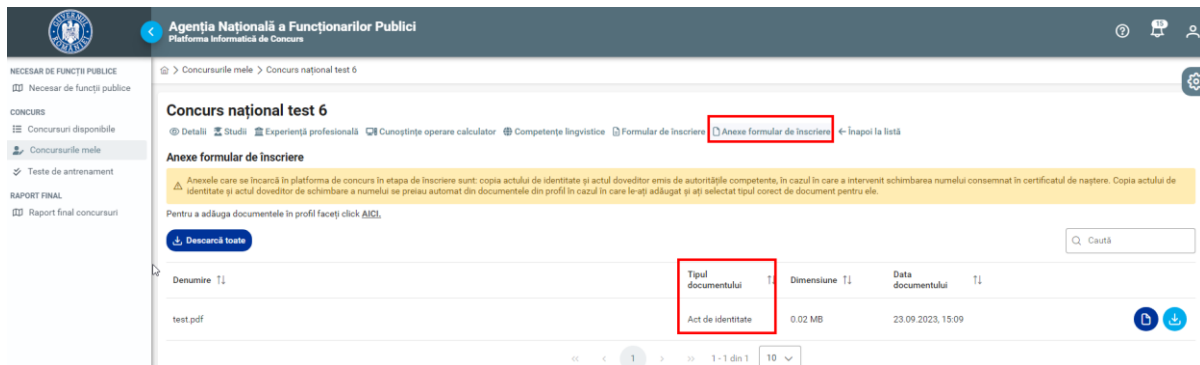 GUVERNUL ROMÂNIEI
Agenția Națională a Funcționarilor Publici
Platforma Informatică de Concurs
15
NECESAR DE FUNCȚII PUBLICE
Necesar de funcții publice
CONCURS
Concursuri disponibile
Concursurile mele
Teste de antrenament
RAPORT FINAL
Raport final concursuri
> Concursurile mele > Concurs național test 6
Concurs național test 6
Detalii Studii Experiență profesională Cunoștințe operare calculator Competențe lingvistice Formular de înscriere Anexe formular de înscriere ← Înapoi la listă
Anexe formular de înscriere
Anexele care se încarcă în platforma de concurs în etapa de înscriere sunt: copia actului de identitate și actul doveditor emis de autoritățile competente, în cazul în care a intervenit schimbarea numelui consemnat în certificatul de naștere. Copia actului de
identitate și actul doveditor de schimbare a numelui se preiau automat din documentele din profil în cazul în care le-ați adăugat și ați selectat tipul corect de document pentru ele.
Pentru a adăuga documentele în profil faceți click AICI.
Descarcă toate
Caută
Denumire
Tipul
documentului
Dimensiune
Data
documentului
test.pdf
Act de identitate
0.02 MB
23.09.2023, 15:09
<< < 1 > >> 1 - 1 din 1 10